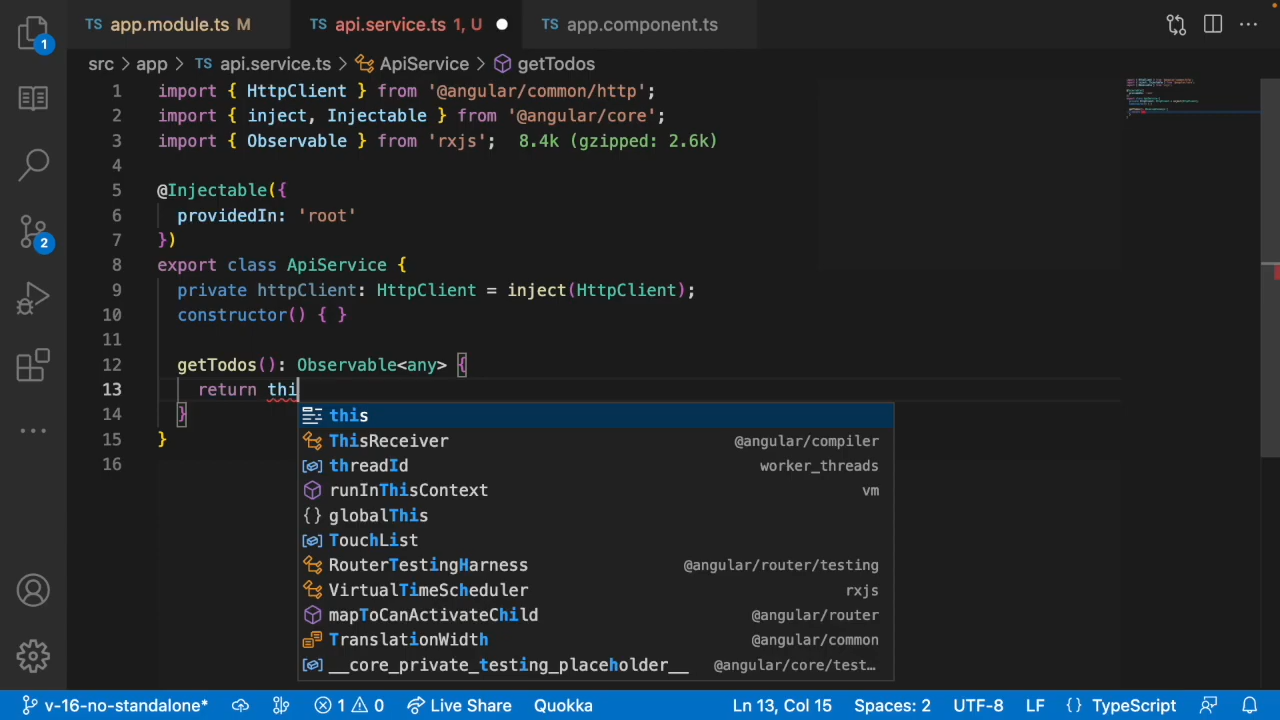 TS app.module.ts M TS api.service.ts 1, U TS app.component.ts
1
src > app > TS api.service.ts > ApiService > getTodos
1 import { HttpClient } from '@angular/common/http';
2 import { inject, Injectable } from '@angular/core';
3 import { Observable } from 'rxjs'; 8.4k (gzipped: 2.6k)
4
5 @Injectable({
6 providedIn: 'root'
7 })
8 export class ApiService {
9 private httpClient: HttpClient = inject(HttpClient);
10 constructor() { }
11
12 getTodos(): Observable<any> {
13 return thi
14 }
15 }
16
2
this
ThisReceiver @angular/compiler
threadId worker_threads
runInThisContext vm
globalThis
TouchList
RouterTestingHarness @angular/router/testing
VirtualTimeScheduler rxjs
mapToCanActivateChild @angular/router
TranslationWidth @angular/common
__core_private_testing_placeholder__ @angular/core/test…
v-16-no-standalone* 1 0 Live Share Quokka Ln 13, Col 15 Spaces: 2 UTF-8 LF {} TypeScript